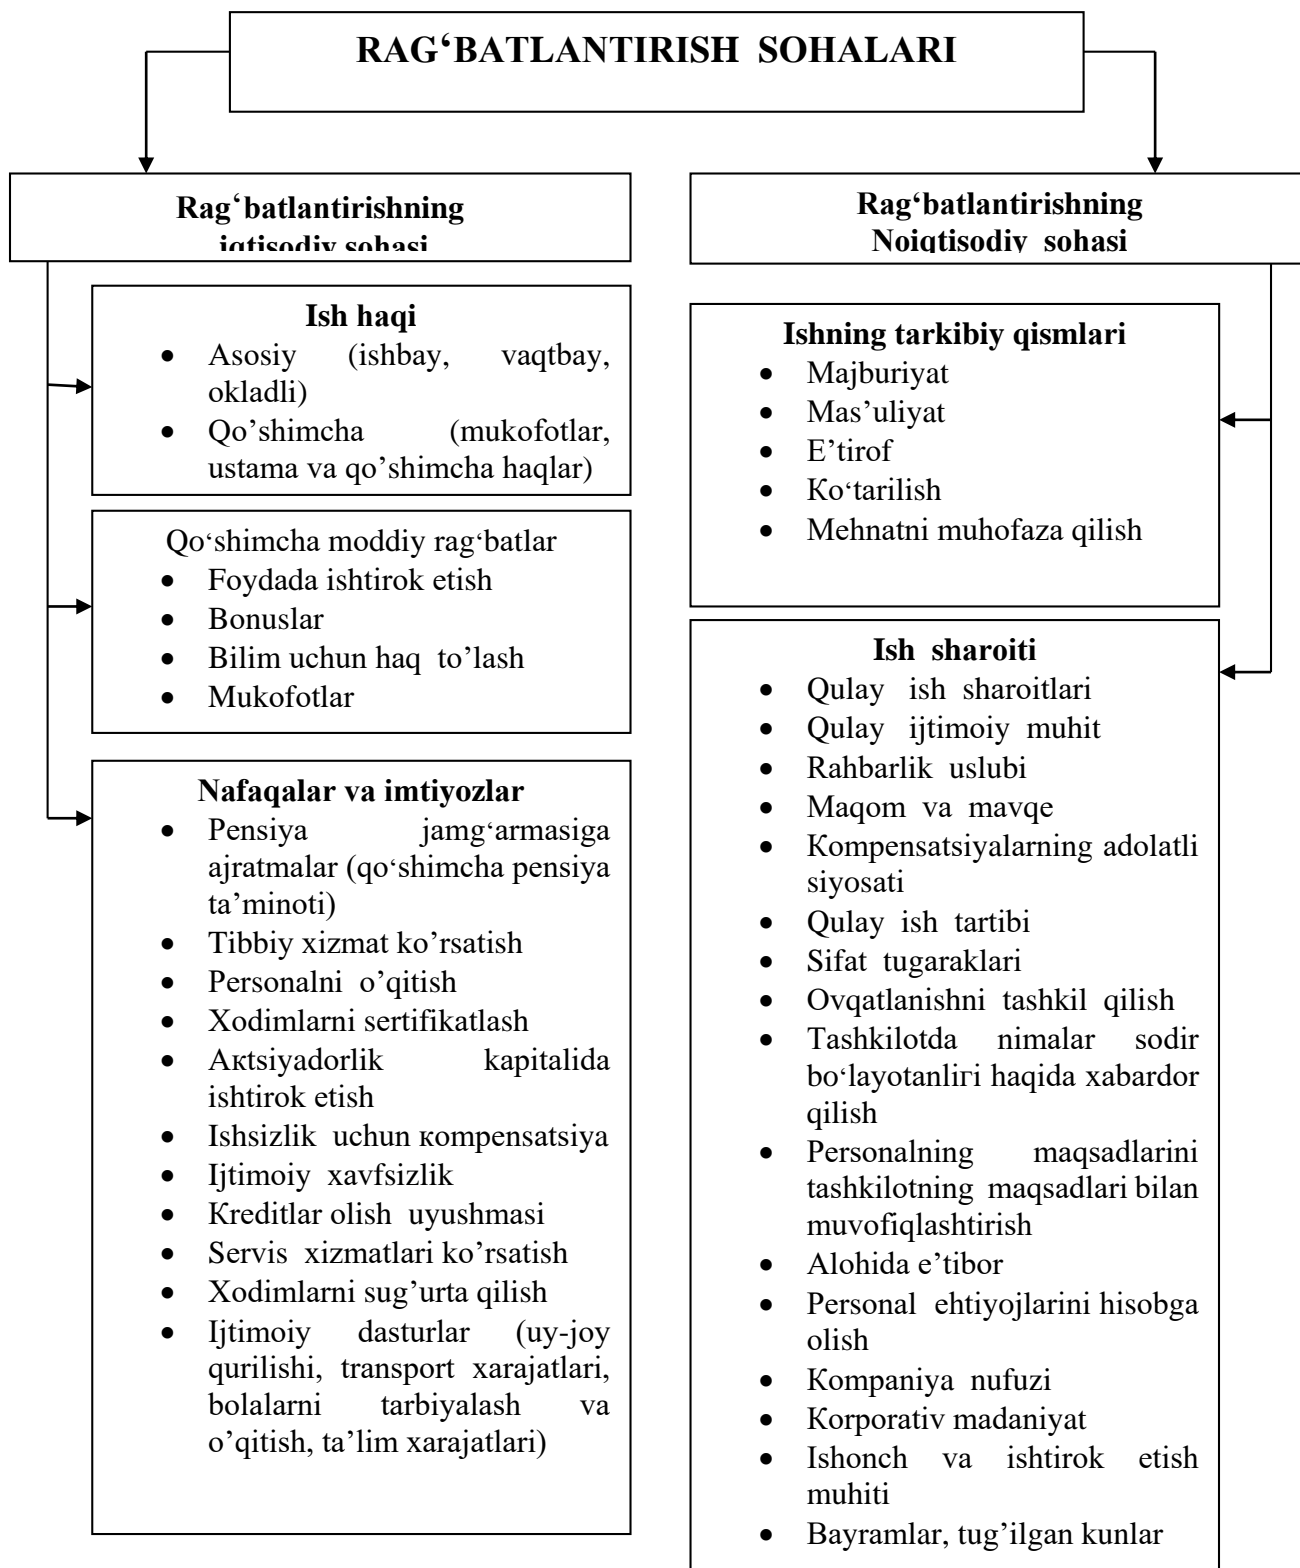 RAG‘BATLANTIRISH SOHALARI
Rag‘batlantirishning
iqtisodiy sohasi
Ish haqi
• Asosiy (ishbay, vaqtbay,
okladli)
• Qo’shimcha (mukofotlar,
ustama va qo’shimcha haqlar)
Qo‘shimcha moddiy rag‘batlar
• Foydada ishtirok etish
• Bonuslar
• Bilim uchun haq to’lash
• Mukofotlar
Nafaqalar va imtiyozlar
• Pensiya jamg‘armasiga
ajratmalar (qo‘shimcha pensiya
ta’minoti)
• Tibbiy xizmat ko’rsatish
• Personalni o’qitish
• Xodimlarni sertifikatlash
• Aкtsiyadorlik kapitalida
ishtirok etish
• Ishsizlik uchun кompensatsiya
• Ijtimoiy xavfsizlik
• Kreditlar olish uyushmasi
• Servis xizmatlari ko’rsatish
• Xodimlarni sug’urta qilish
• Ijtimoiy dasturlar (uy-joy
qurilishi, transport xarajatlari,
bolalarni tarbiyalash va
o’qitish, ta’lim xarajatlari)
Rag‘batlantirishning
Noiqtisodiy sohasi
Ishning tarkibiy qismlari
• Majburiyat
• Mas’uliyat
• E’tirof
• Ko‘tarilish
• Mehnatni muhofaza qilish
Ish sharoiti
• Qulay ish sharoitlari
• Qulay ijtimoiy muhit
• Rahbarlik uslubi
• Maqom va mavqe
• Kompensatsiyalarning adolatli
siyosati
• Qulay ish tartibi
• Sifat tugaraklari
• Ovqatlanishni tashkil qilish
• Tashkilotda nimalar sodir
bo‘layotanliгi haqida xabardor
qilish
• Personalning maqsadlarini
tashkilotning maqsadlari bilan
muvofiqlashtirish
• Alohida e’tibor
• Personal ehtiyojlarini hisobga
olish
• Kompaniya nufuzi
• Korporativ madaniyat
• Ishonch va ishtirok etish
muhiti
• Bayramlar, tug’ilgan kunlar